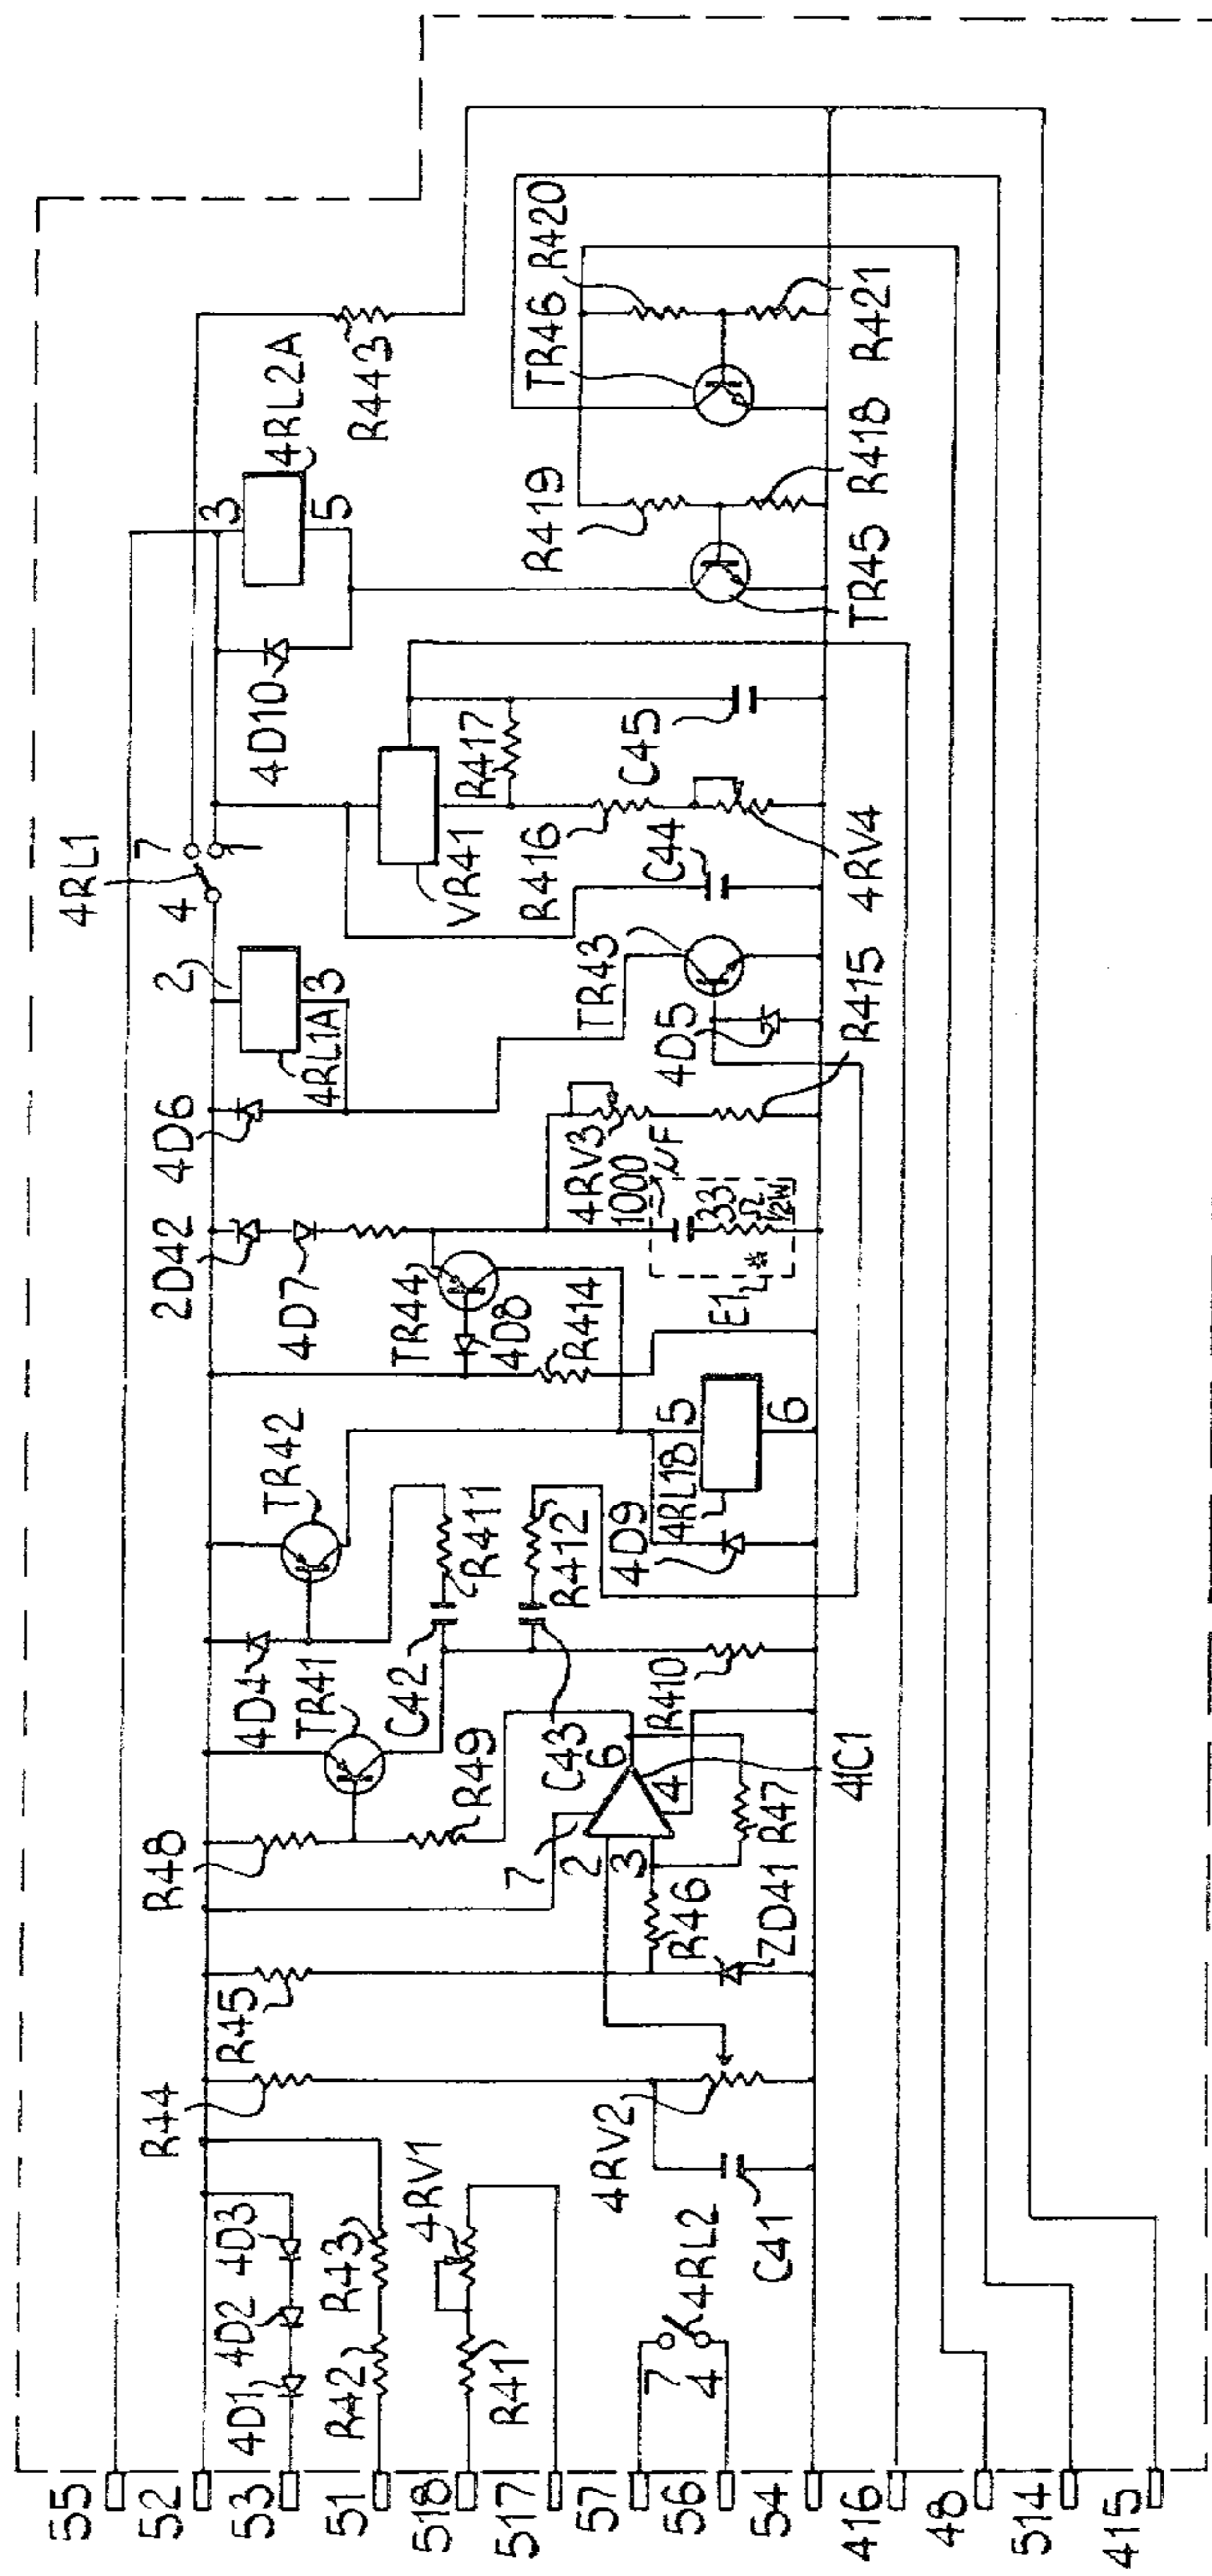 55
52
53
51
518
517
57
56
54
416
48
514
415
4D1
4D2
4D3
R42
R43
R41
4RV1
7
4
4RL2
C41
4RV2
R44
R45
R46
ZD41
R47
R48
R49
7
2
3
6
4
4IC1
TR41
4D4
C42
C43
R410
R411
R412
TR42
4D9
4RL1B
5
6
TR44
4D8
R414
2D42
4D7
E1
1000 µF
33 Ω 1/2W
*
4RV3
R415
4D6
4RL1A
2
3
4D5
TR43
4RL1
4
7
1
VR41
R416
R417
C44
C45
4RV4
4D10
3
5
4RL2A
R443
R419
TR45
R418
TR46
R420
R421